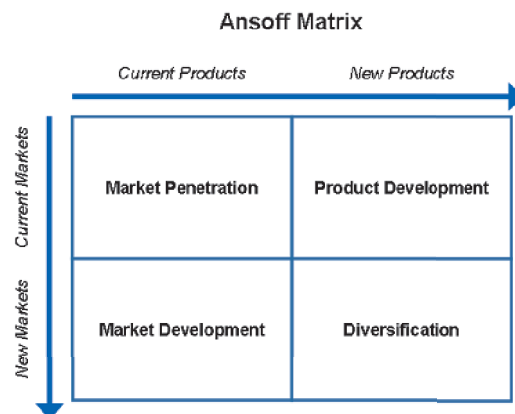 Ansoff Matrix
Current Products
New Products
Current Markets
Market Penetration
Product Development
New Markets
Market Development
Diversification